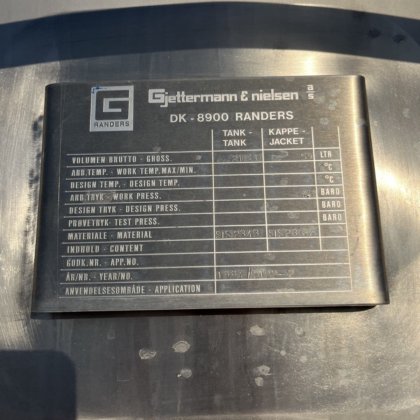 G
RANDERS
Gjettermann & nielsen a/s
DK - 8900 RANDERS
TANK - TANK
KAPPE - JACKET
VOLUMEN BRUTTO - GROSS. LTR
ARB.TEMP. - WORK TEMP. MAX/MIN. °C
DESIGN TEMP. - DESIGN TEMP. °C
ARB.TRYK - WORK PRESS. BARO
DESIGN TRYK - DESIGN PRESS. BARO
PRØVETRYK - TEST PRESS. BARO
MATERIALE - MATERIAL
INDHOLD - CONTENT
GODK.NR. - APP.NO.
ÅR/NR. - YEAR/NO.
ANVENDELSESOMRÅDE - APPLICATION